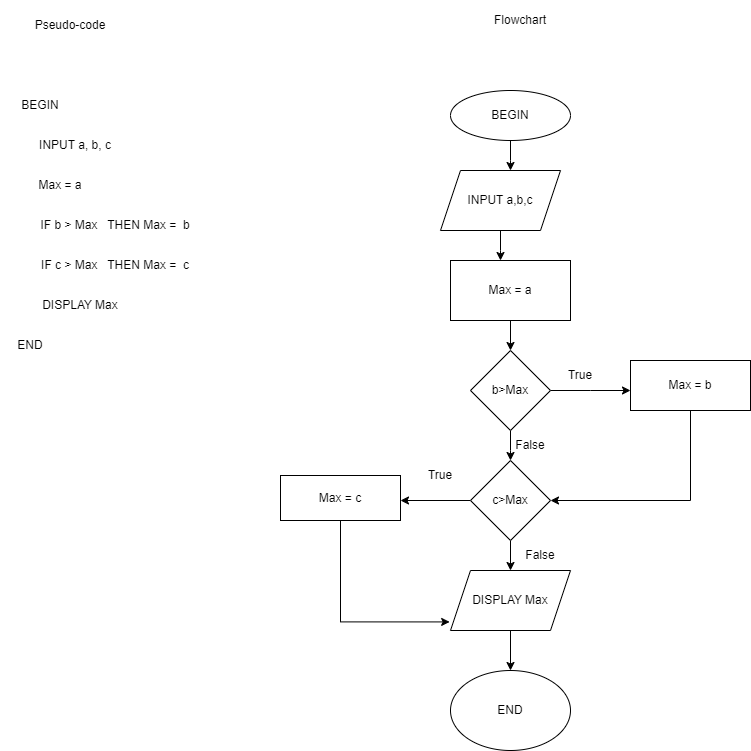 Pseudo-code
BEGIN
INPUT a, b, c
Max = a
IF b > Max THEN Max = b
IF c > Max THEN Max = c
DISPLAY Max
END
Flowchart
BEGIN
INPUT a,b,c
Max = a
b>Max
True
Max = b
False
c>Max
True
Max = c
False
DISPLAY Max
END